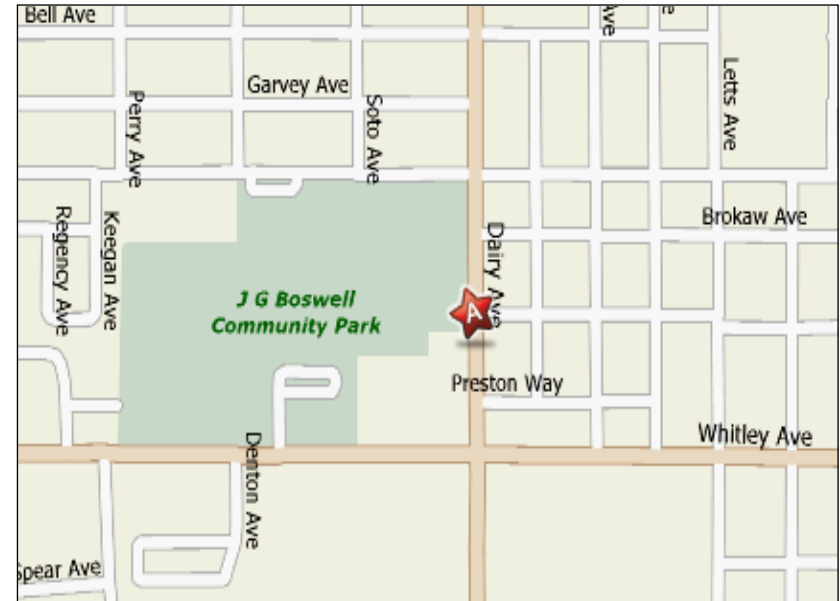 Bell Ave
Garvey Ave
Perry Ave
Soto Ave
Letts Ave
Ave
e
Regency Ave
Keegan Ave
Brokaw Ave
Dairy Ave
J G Boswell
Community Park
A
Preston Way
Whitley Ave
Denton Ave
Spear Ave